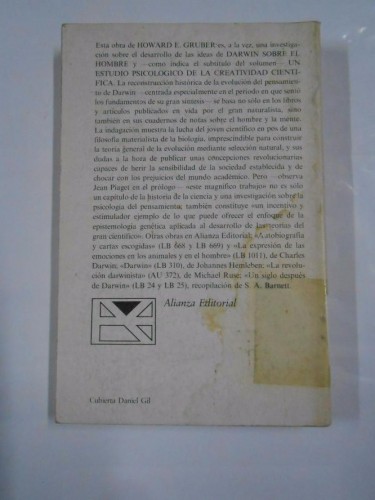 Esta obra de HOWARD E. GRUBER es, a la vez, una investiga-
ción sobre el desarrollo de las ideas de DARWIN SOBRE EL
HOMBRE y —como indica el subtítulo del volumen— UN
ESTUDIO PSICOLÓGICO DE LA CREATIVIDAD CIENTÍ-
FICA. La reconstrucción histórica de la evolución del pensamien-
to de Darwin —centrada especialmente en el período en que sentó
los fundamentos de su gran síntesis— se basa no sólo en los libros
y artículos publicados en vida por el gran naturalista, sino
también en sus cuadernos de notas sobre el hombre y la mente.
La indagación muestra la lucha del joven científico en pos de una
filosofía materialista de la biología, imprescindible para construir
la teoría general de la evolución mediante selección natural, y sus
dudas a la hora de publicar unas concepciones revolucionarias
capaces de herir la sensibilidad de la sociedad establecida y de
chocar con los prejuicios del mundo académico. Pero —observa
Jean Piaget en el prólogo— «este magnífico trabajo» no es sólo
un capítulo de la historia de la ciencia y una investigación sobre la
psicología del pensamiento; también constituye «un incentivo y
estimulador ejemplo de lo que puede ofrecer el enfoque de la
epistemología genética aplicada al desarrollo de las teorías del
gran científico». Otras obras en Alianza Editorial: «Autobiografía
y cartas escogidas» (LB 668 y LB 669) y «La expresión de las
emociones en los animales y en el hombre» (LB 1011), de Charles
Darwin; «Darwin» (LB 310), de Johannes Hemleben; «La revolu-
ción darwinista» (AU 372), de Michael Ruse; «Un siglo después
de Darwin» (LB 24 y LB 25), recopilación de S. A. Barnett.
Alianza Editorial
Cubierta Daniel Gil